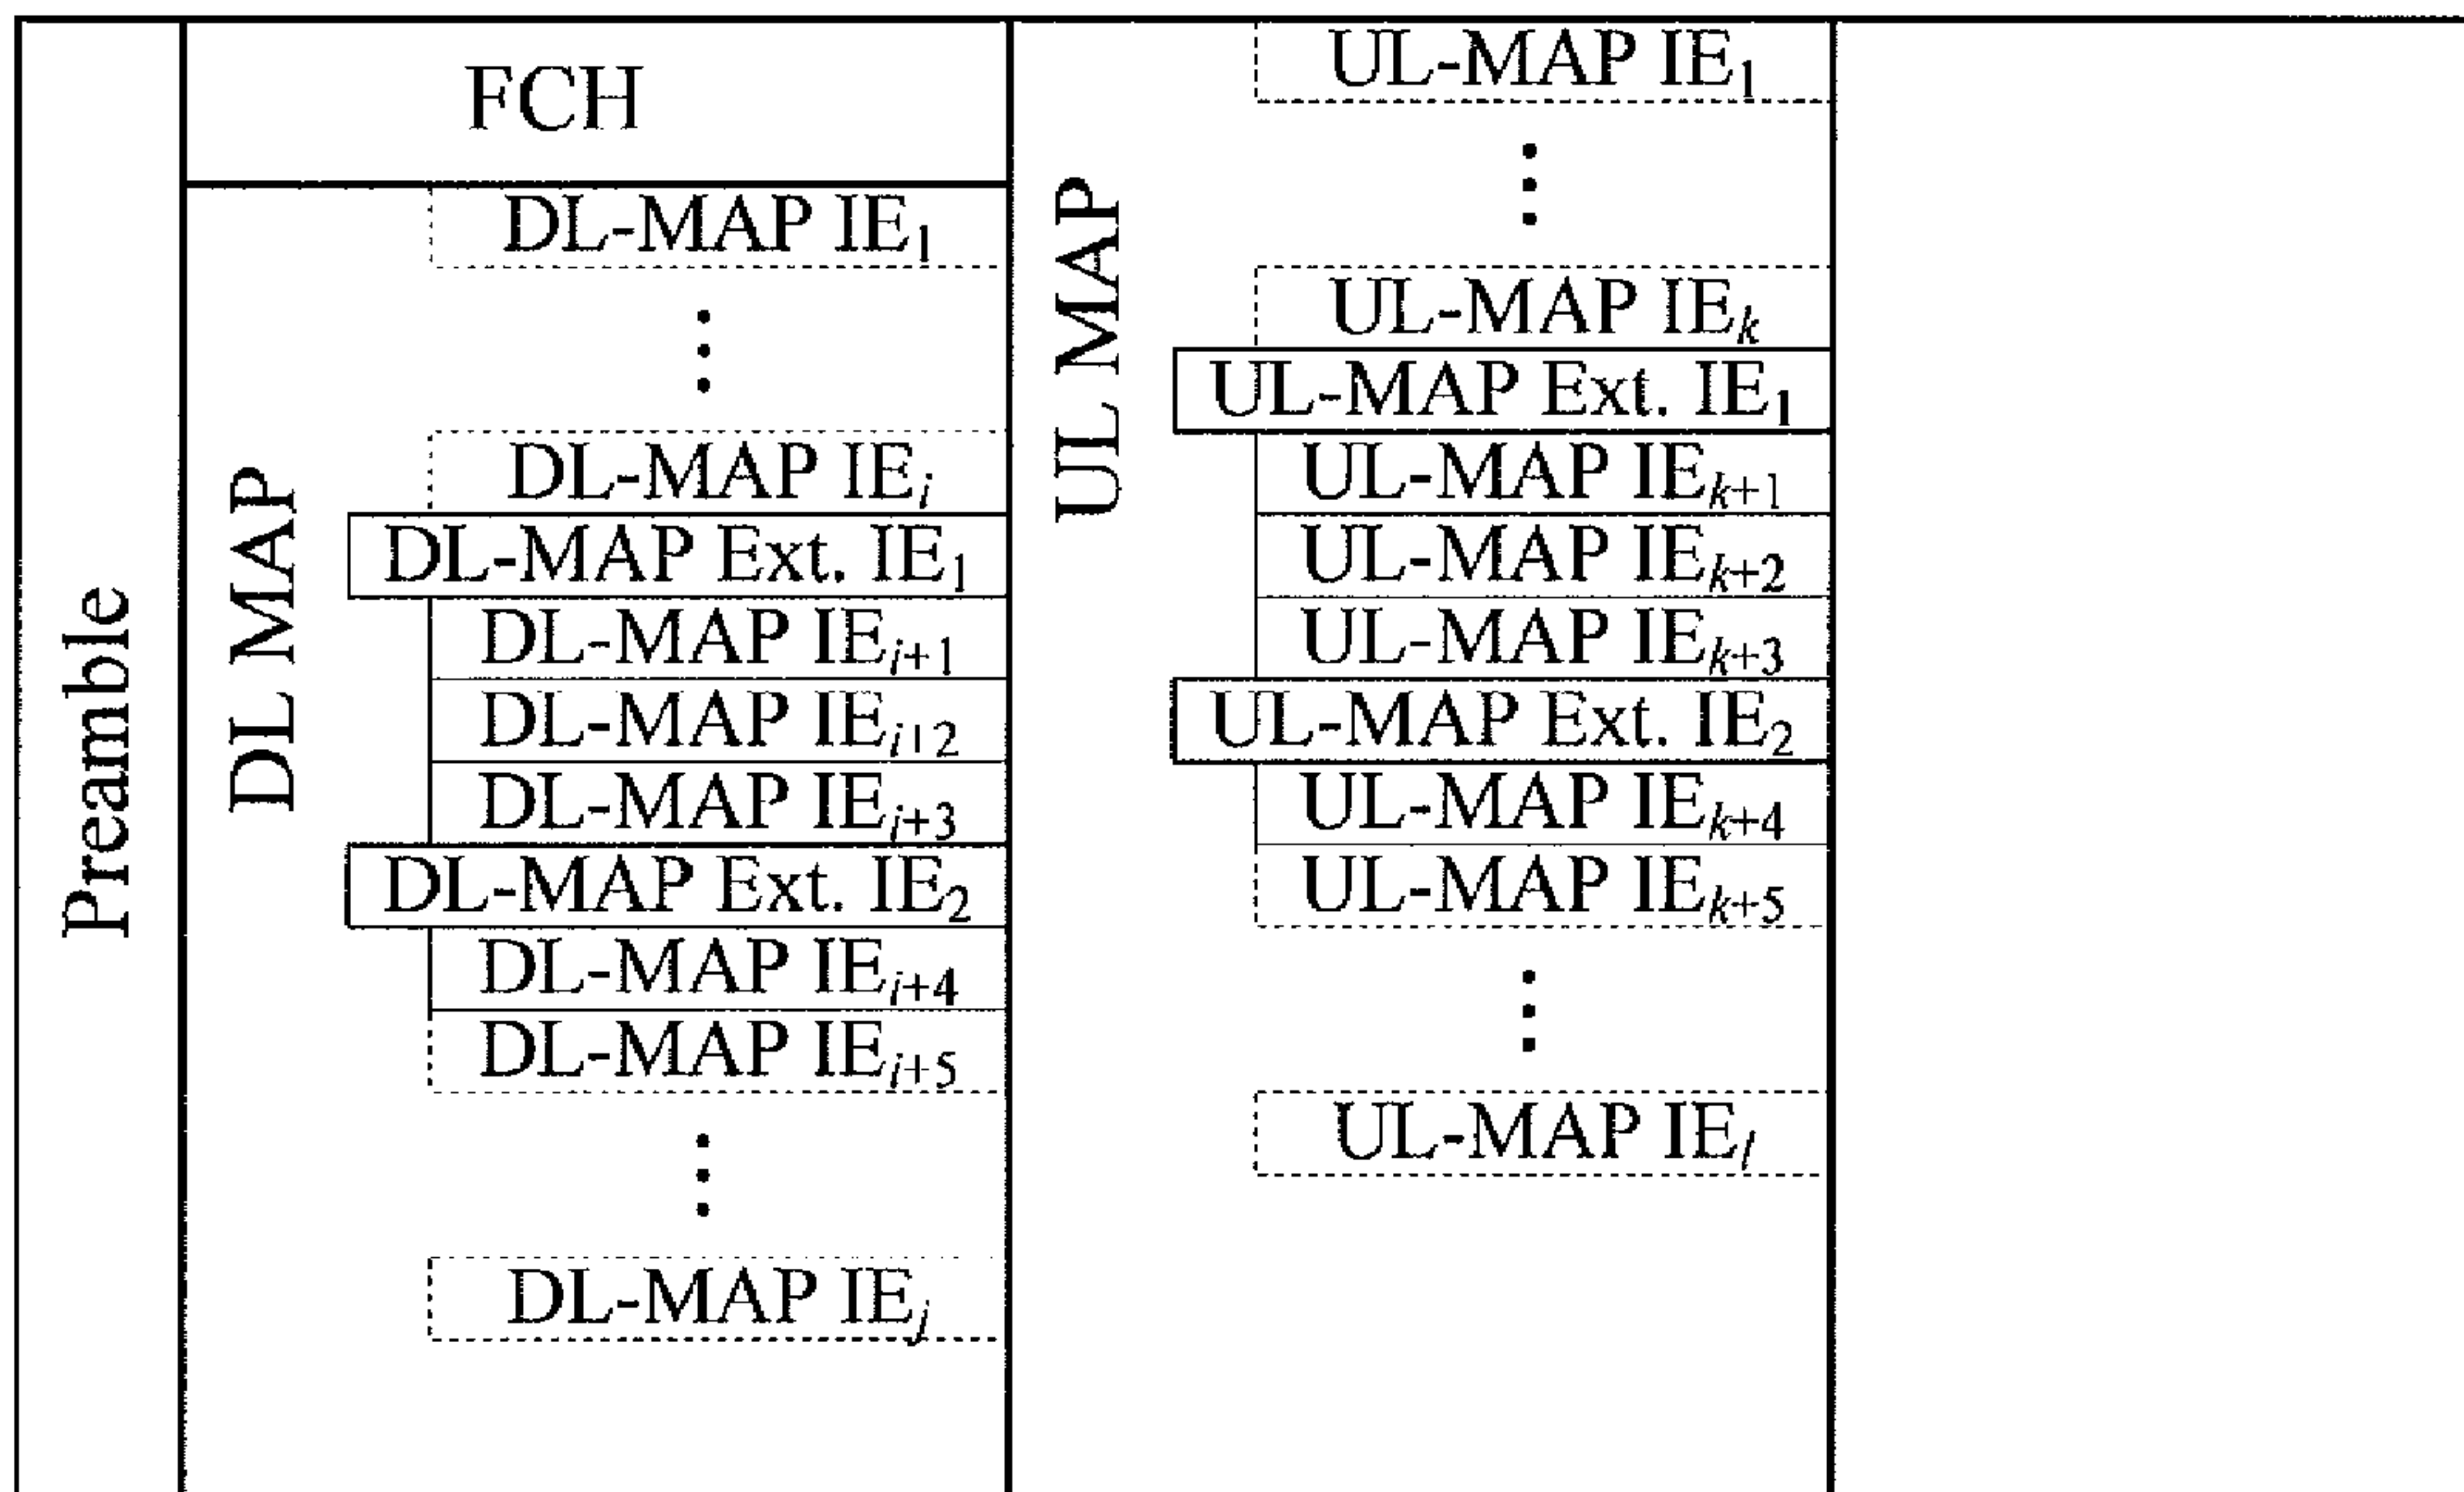 Preamble
FCH
DL MAP
DL-MAP IE₁
⋮
DL-MAP IEᵢ
DL-MAP Ext. IE₁
DL-MAP IEᵢ₊₁
DL-MAP IEᵢ₊₂
DL-MAP IEᵢ₊₃
DL-MAP Ext. IE₂
DL-MAP IEᵢ₊₄
DL-MAP IEᵢ₊₅
⋮
DL-MAP IEⱼ
UL MAP
UL-MAP IE₁
⋮
UL-MAP IEₖ
UL-MAP Ext. IE₁
UL-MAP IEₖ₊₁
UL-MAP IEₖ₊₂
UL-MAP IEₖ₊₃
UL-MAP Ext. IE₂
UL-MAP IEₖ₊₄
UL-MAP IEₖ₊₅
⋮
UL-MAP IEₗ